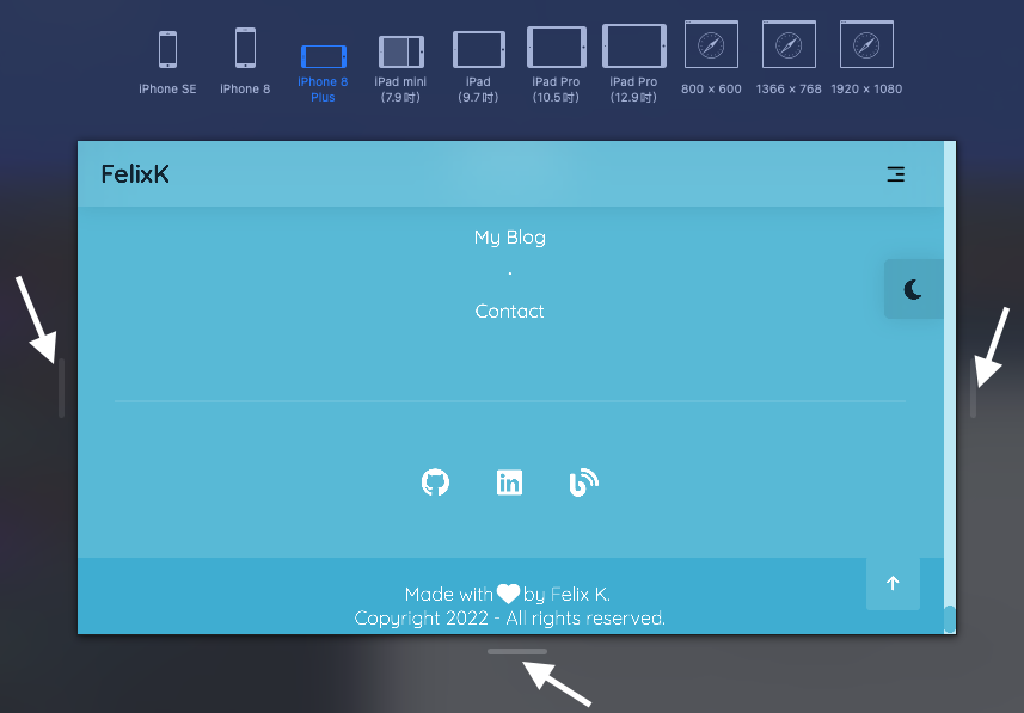 iPhone SE
iPhone 8
iPhone 8
Plus
iPad mini
(7.9 吋)
iPad
(9.7 吋)
iPad Pro
(10.5 吋)
iPad Pro
(12.9 吋)
800 x 600
1366 x 768
1920 x 1080
FelixK
My Blog
·
Contact
in
Made with by Felix K.
Copyright 2022 - All rights reserved.